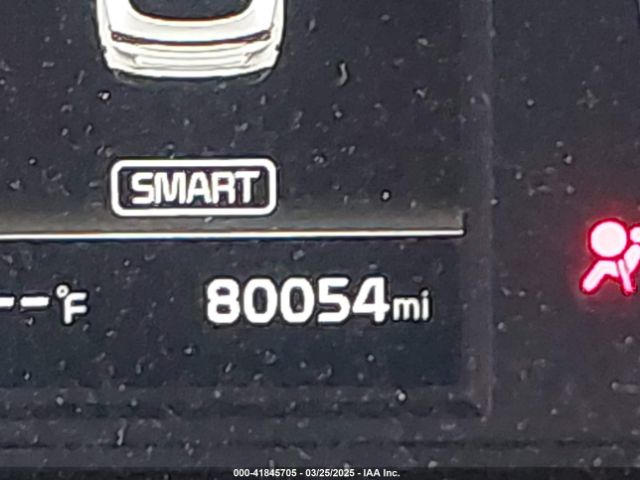 SMART
--°F 80054mi
000-41845705 - 03/25/2025 - IAA Inc.